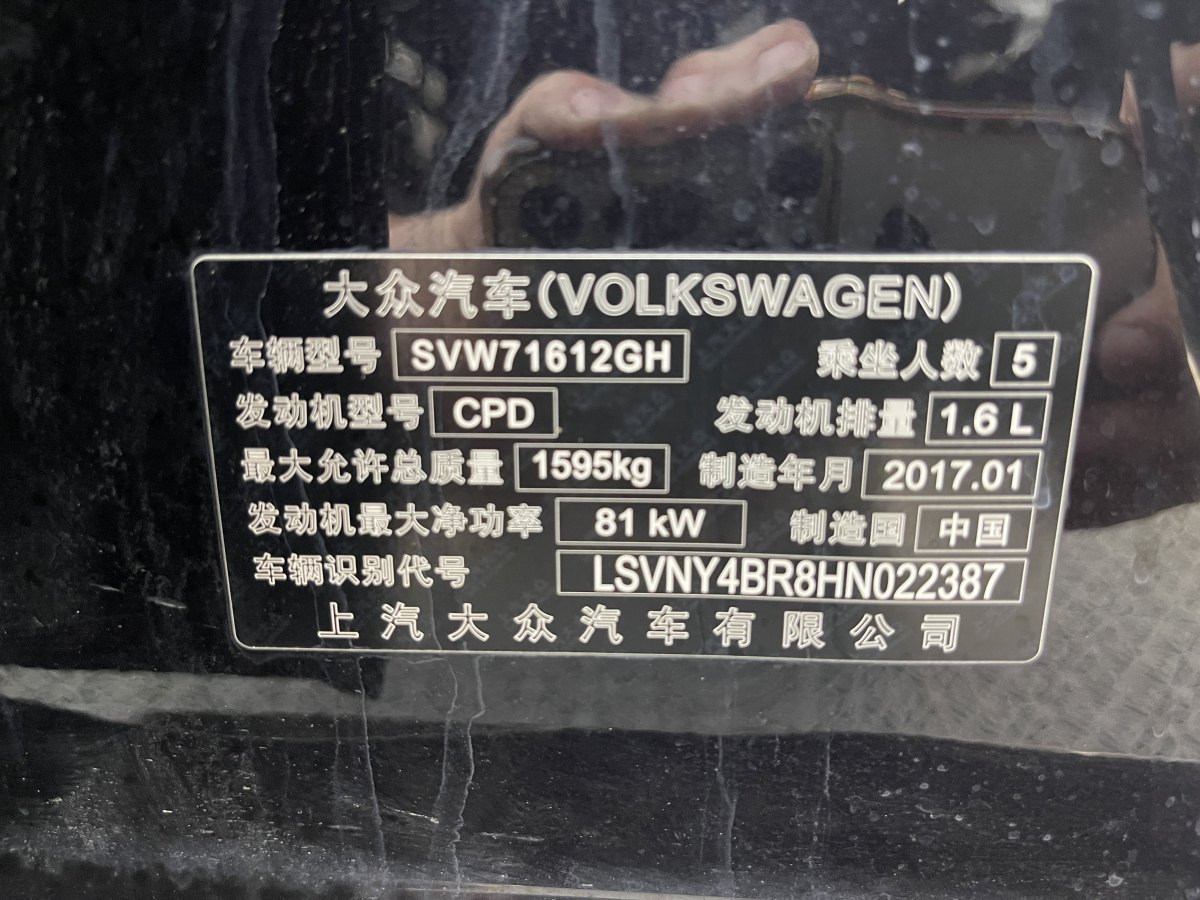 大众汽车(VOLKSWAGEN)
车辆型号 SVW71612GH 乘坐人数 5
发动机型号 CPD 发动机排量 1.6 L
最大允许总质量 1595kg 制造年月 2017.01
发动机最大净功率 81 kW 制造国 中国
车辆识别代号 LSVNY4BR8HN022387
上汽大众汽车有限公司